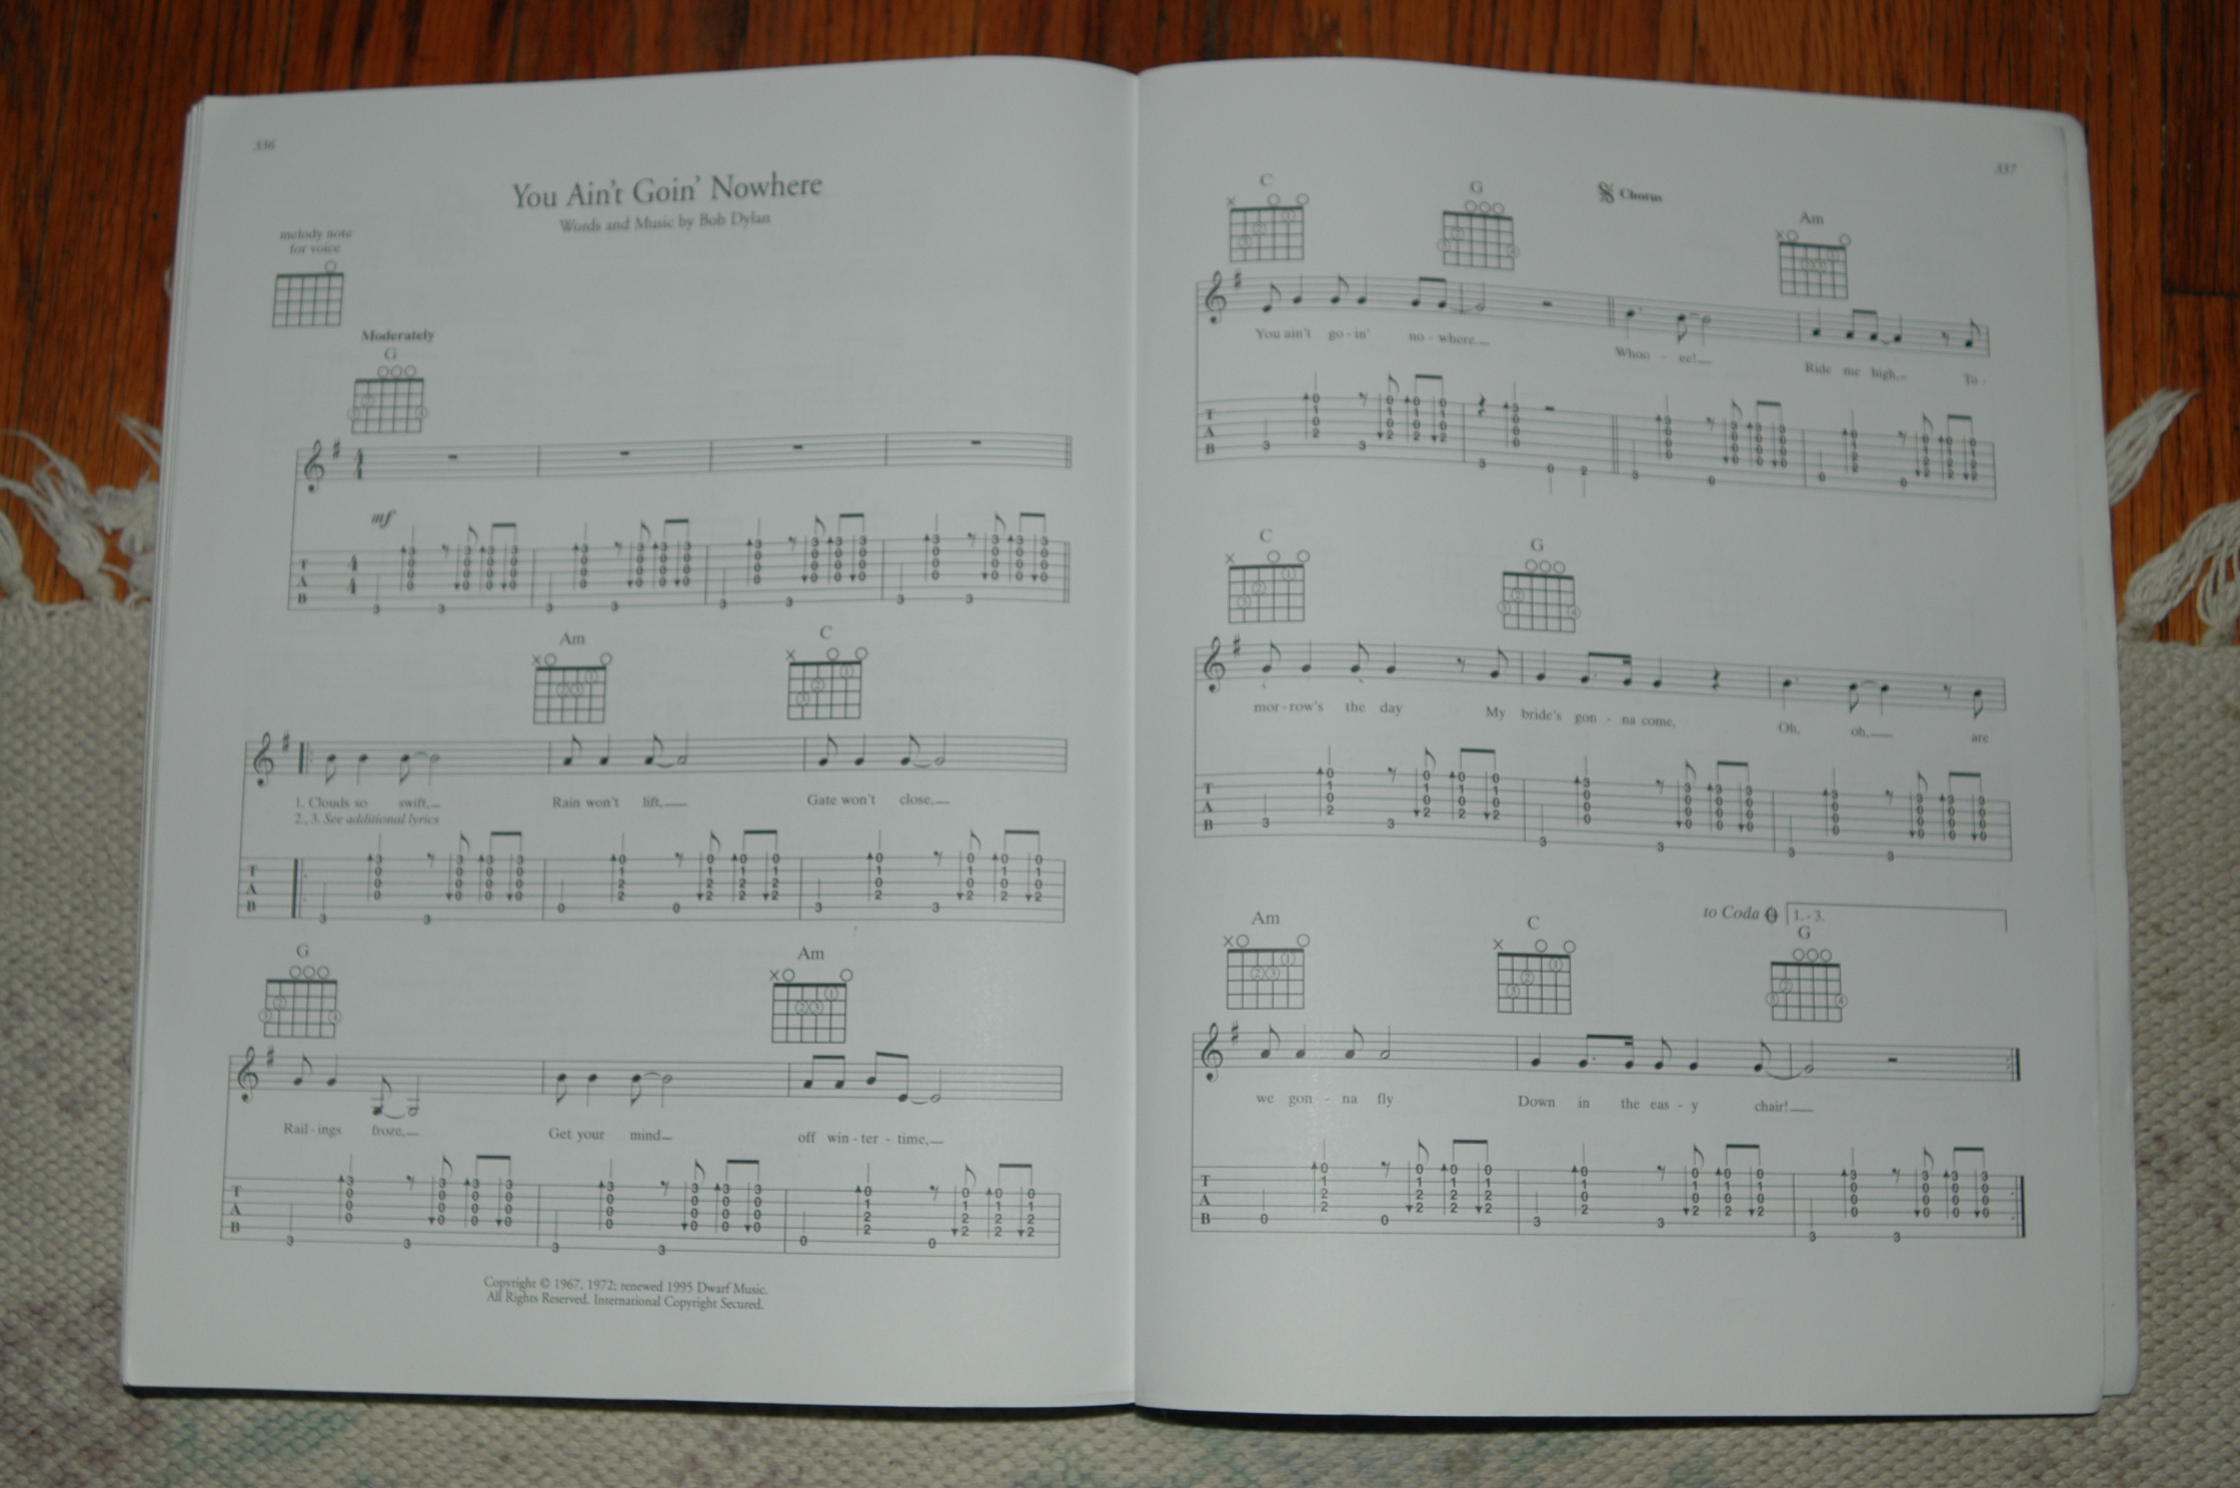 336
You Ain't Goin' Nowhere
Words and Music by Bob Dylan
melody note
for voice
Moderately
G
mf
T
A
B
Am C
1. Clouds so swift,— Rain won't lift,— Gate won't close,—
2., 3. See additional lyrics
T
A
B
G Am
Rail - ings froze,— Get your mind— off win - ter - time,—
T
A
B
Copyright © 1967, 1972; renewed 1995 Dwarf Music.
All Rights Reserved. International Copyright Secured.
337
Chorus
C G Am
You ain't go - in' no - where.— Whoo - ee!— Ride me high.— To -
T
A
B
C G
mor - row's the day My bride's gon - na come, Oh, oh,— are
T
A
B
to Coda 1.-3.
Am C G
we gon - na fly Down in the eas - y chair!—
T
A
B